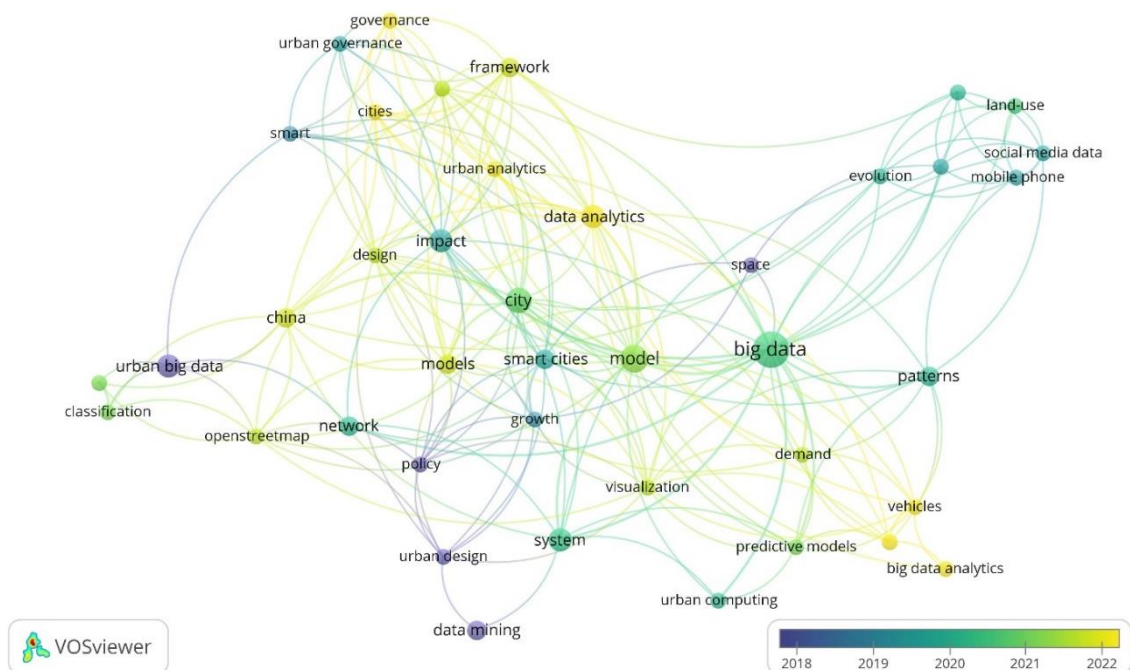 governance
urban governance
framework
cities
land-use
smart
social media data
urban analytics
evolution
mobile phone
data analytics
impact
design
space
city
china
big data
smart cities
model
models
urban big data
patterns
classification
growth
network
openstreetmap
demand
policy
visualization
vehicles
system
predictive models
urban design
big data analytics
urban computing
data mining
VOSviewer
2018 2019 2020 2021 2022